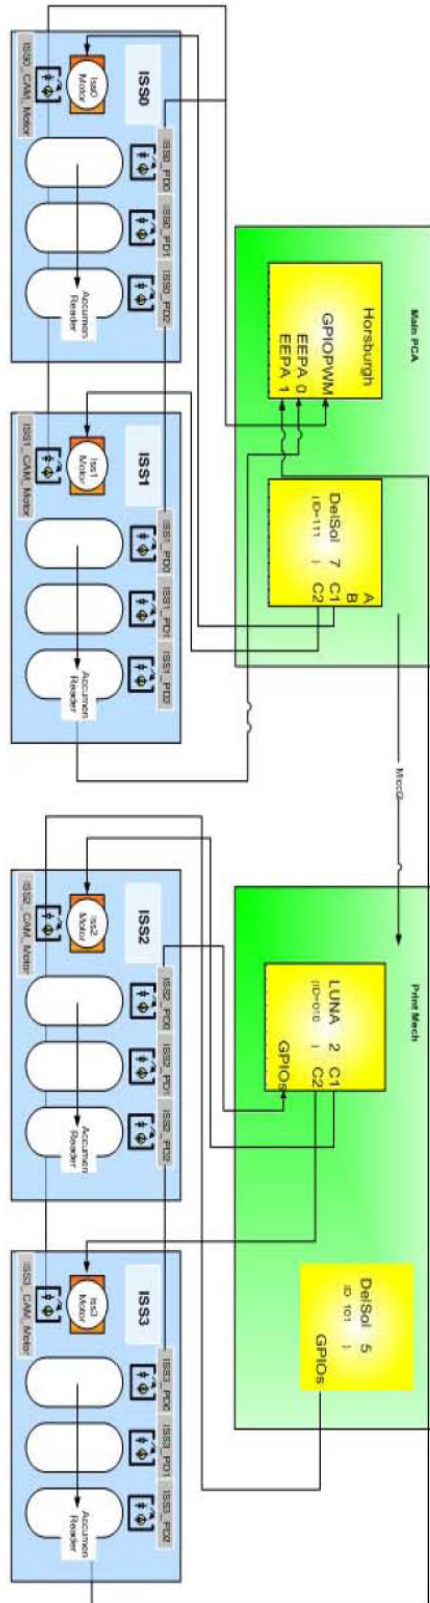 Main PCA
Horsburgh
GPIOPWM
EEPA 0
EEPA 1
DelSol 7
(ID=111 )
A
B
C1
C2
Print Mech
LUNA 2
(ID=010 )
C1
C2
GPIOs
DelSol 5
ID 101 )
GPIOs
ISS0
Iss0
Motor
ISS0_CAM_Motor
ISS0_PD0
ISS0_PD1
ISS0_PD2
Accumen
Reader
ISS1
Iss1
Motor
ISS1_CAM_Motor
ISS1_PD0
ISS1_PD1
ISS1_PD2
Accumen
Reader
ISS2
Iss2
Motor
ISS2_CAM_Motor
ISS2_PD0
ISS2_PD1
ISS2_PD2
Accumen
Reader
ISS3
Iss3
Motor
ISS3_CAM_Motor
ISS3_PD0
ISS3_PD1
ISS3_PD2
Accumen
Reader